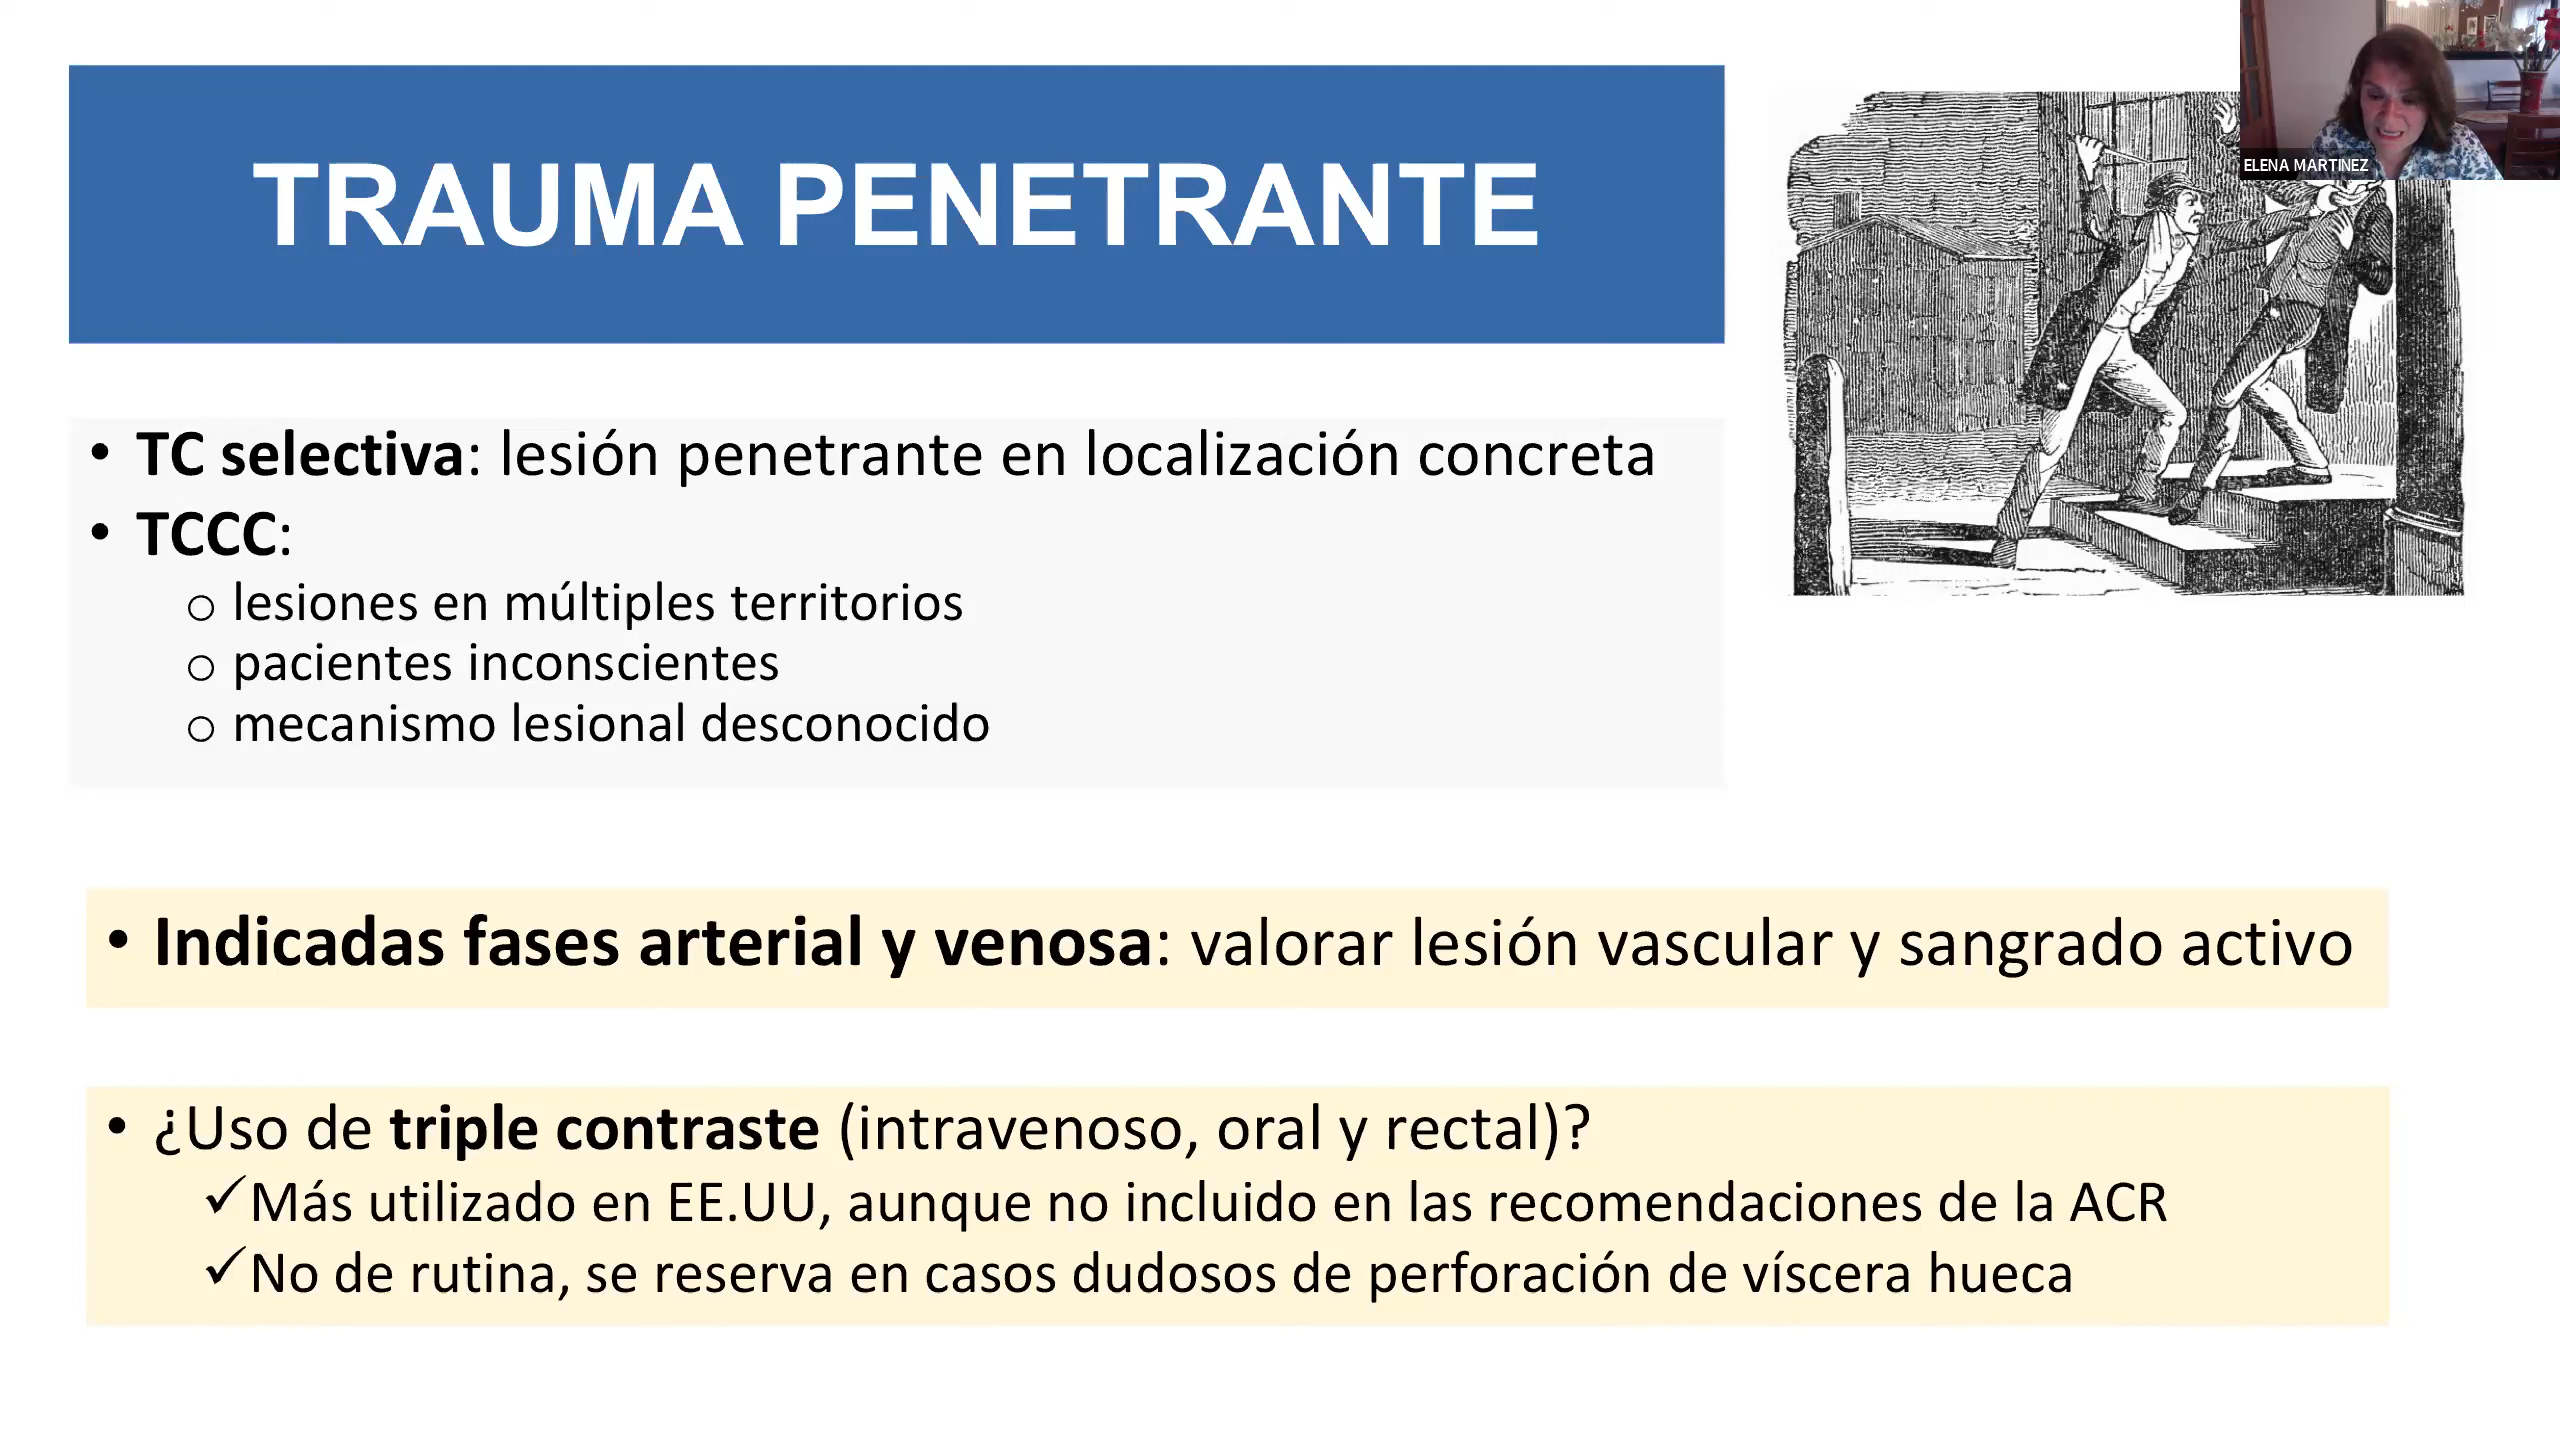 TRAUMA PENETRANTE
ELENA MARTINEZ
• TC selectiva: lesión penetrante en localización concreta
• TCCC:
o lesiones en múltiples territorios
o pacientes inconscientes
o mecanismo lesional desconocido
• Indicadas fases arterial y venosa: valorar lesión vascular y sangrado activo
• ¿Uso de triple contraste (intravenoso, oral y rectal)?
✓Más utilizado en EE.UU, aunque no incluido en las recomendaciones de la ACR
✓No de rutina, se reserva en casos dudosos de perforación de víscera hueca